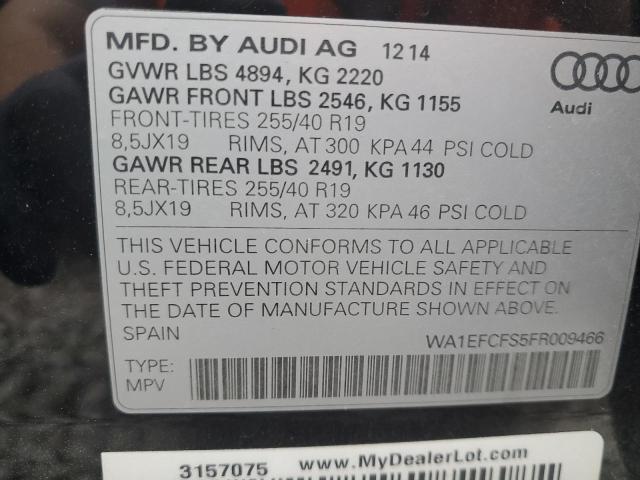 MFD. BY AUDI AG 12 14
GVWR LBS 4894, KG 2220
GAWR FRONT LBS 2546, KG 1155
FRONT-TIRES 255/40 R19
8,5JX19 RIMS, AT 300 KPA 44 PSI COLD
GAWR REAR LBS 2491, KG 1130
REAR-TIRES 255/40 R19
8,5JX19 RIMS, AT 320 KPA 46 PSI COLD
Audi
THIS VEHICLE CONFORMS TO ALL APPLICABLE
U.S. FEDERAL MOTOR VEHICLE SAFETY AND
THEFT PREVENTION STANDARDS IN EFFECT ON
THE DATE OF MANUFACTURE SHOWN ABOVE.
SPAIN
WA1EFCFS5FR009466
TYPE:
MPV
3157075 www.MyDealerLot.com